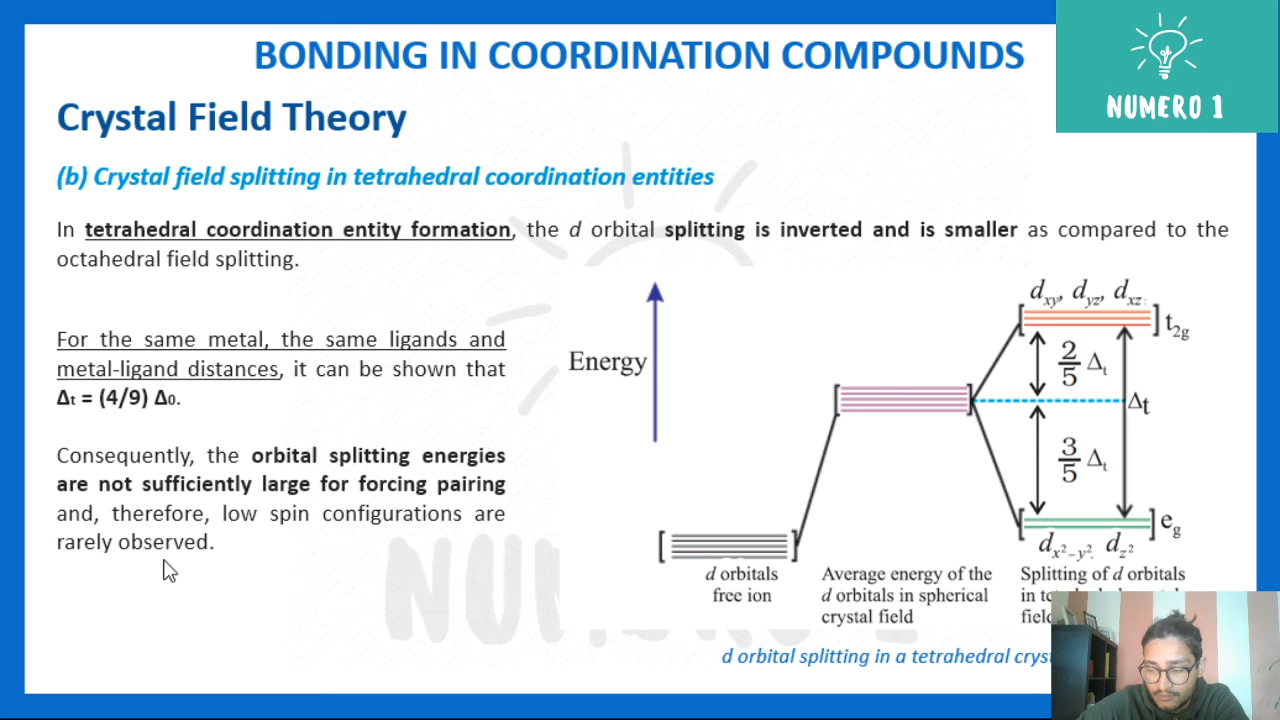 BONDING IN COORDINATION COMPOUNDS
NUMERO 1
Crystal Field Theory
(b) Crystal field splitting in tetrahedral coordination entities
In tetrahedral coordination entity formation, the d orbital splitting is inverted and is smaller as compared to the
octahedral field splitting.
For the same metal, the same ligands and
metal-ligand distances, it can be shown that
Δt = (4/9) Δ0.
Consequently, the orbital splitting energies
are not sufficiently large for forcing pairing
and, therefore, low spin configurations are
rarely observed.
Energy
dxy, dyz, dxz
t2g
2/5 Δt
Δt
3/5 Δt
eg
dx²-y², dz²
d orbitals
free ion
Average energy of the
d orbitals in spherical
crystal field
Splitting of d orbitals
in
d orbital splitting in a tetrahedral